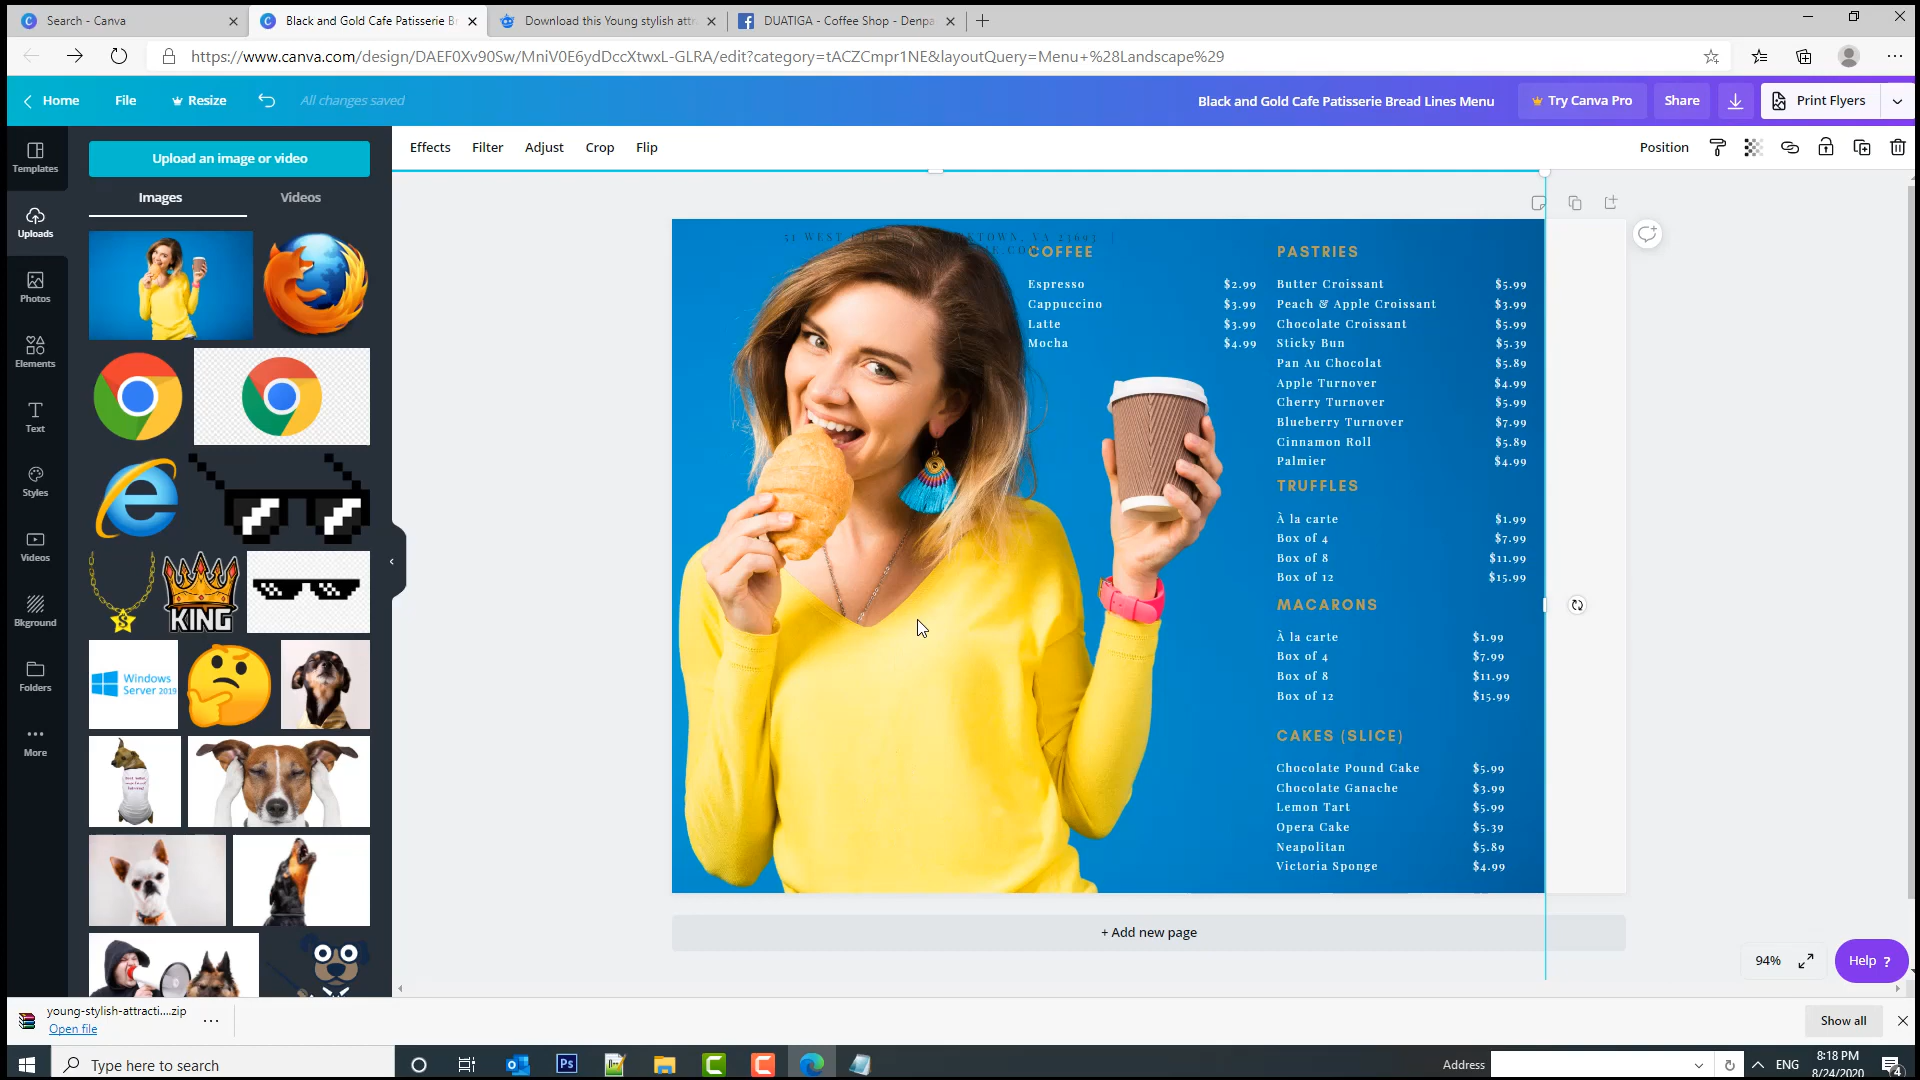 Search - Canva
Black and Gold Cafe Patisserie Br
Download this Young stylish attr
DUATIGA - Coffee Shop - Denpa
https://www.canva.com/design/DAEF0Xv90Sw/MniV0E6ydDccXtwxL-GLRA/edit?category=tACZCmpr1NE&layoutQuery=Menu+%28Landscape%29
Home
File
Resize
All changes saved
Black and Gold Cafe Patisserie Bread Lines Menu
Try Canva Pro
Share
Print Flyers
Templates
Uploads
Photos
Elements
Text
Styles
Videos
Bkground
Folders
More
Upload an image or video
Images
Videos
KING
Windows
Server 2019
Effects
Filter
Adjust
Crop
Flip
Position
51 WEST
COFFEE
Espresso $2.99
Cappuccino $3.99
Latte $3.99
Mocha $4.99
PASTRIES
Butter Croissant $5.99
Peach & Apple Croissant $3.99
Chocolate Croissant $5.99
Sticky Bun $5.39
Pan Au Chocolat $5.89
Apple Turnover $4.99
Cherry Turnover $5.99
Blueberry Turnover $7.99
Cinnamon Roll $5.89
Palmier $4.99
TRUFFLES
À la carte $1.99
Box of 4 $7.99
Box of 8 $11.99
Box of 12 $15.99
MACARONS
À la carte $1.99
Box of 4 $7.99
Box of 8 $11.99
Box of 12 $15.99
CAKES (SLICE)
Chocolate Pound Cake $5.99
Chocolate Ganache $3.99
Lemon Tart $5.99
Opera Cake $5.39
Neapolitan $5.89
Victoria Sponge $4.99
+ Add new page
94%
Help ?
young-stylish-attracti....zip
Open file
Show all
Type here to search
Ps
Address
ENG
8:18 PM
8/24/2020
4